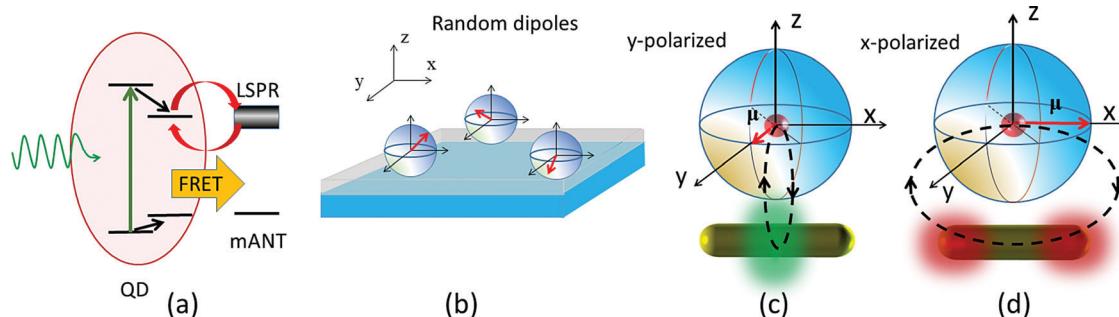 LSPR
FRET
mANT
QD
(a)
Random dipoles
z
x
y
(b)
y-polarized
z
x
μ
y
(c)
x-polarized
z
x
μ
y
(d)